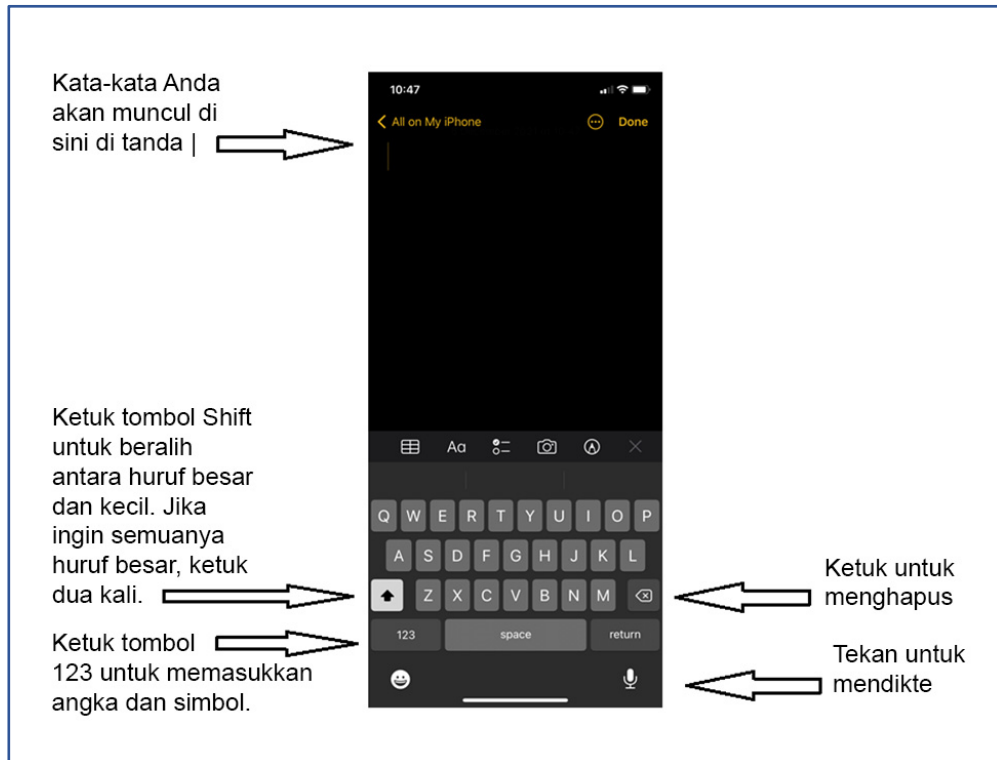 Kata-kata Anda
akan muncul di
sini di tanda |
10:47
All on My iPhone
Done
Ketuk tombol Shift
untuk beralih
antara huruf besar
dan kecil. Jika
ingin semuanya
huruf besar, ketuk
dua kali.
Ketuk tombol
123 untuk memasukkan
angka dan simbol.
Aa
Q W E R T Y U I O P
A S D F G H J K L
Z X C V B N M
123 space return
Ketuk untuk
menghapus
Tekan untuk
mendikte